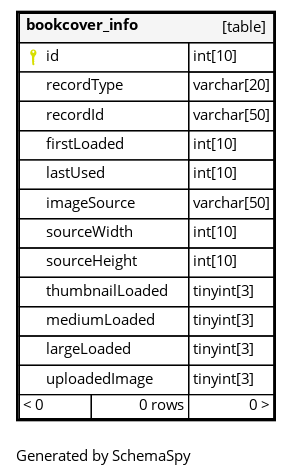 bookcover_info [table]
id int[10]
recordType varchar[20]
recordId varchar[50]
firstLoaded int[10]
lastUsed int[10]
imageSource varchar[50]
sourceWidth int[10]
sourceHeight int[10]
thumbnailLoaded tinyint[3]
mediumLoaded tinyint[3]
largeLoaded tinyint[3]
uploadedImage tinyint[3]
< 0 0 rows 0 >
Generated by SchemaSpy